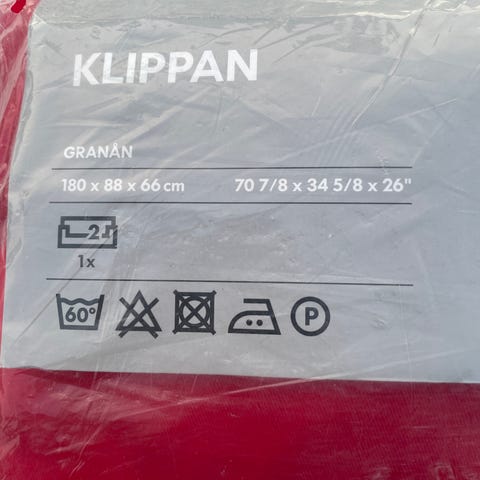 KLIPPAN
GRANÅN
180 x 88 x 66 cm 70 7/8 x 34 5/8 x 26"
2
1x
60° P